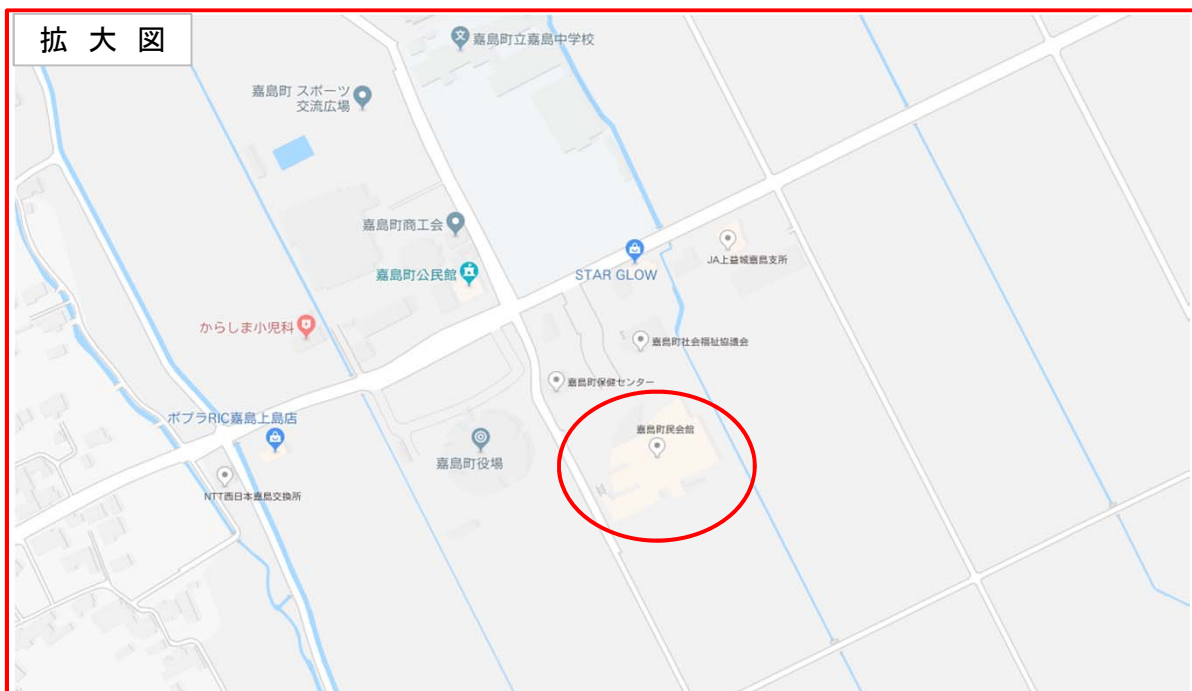 拡 大 図
嘉島町立嘉島中学校
嘉島町 スポーツ
交流広場
嘉島町商工会
嘉島町公民館
STAR GLOW
JA上益城嘉島支所
からしま小児科
嘉島町社会福祉協議会
嘉島町保健センター
ポプラRIC嘉島上島店
嘉島町民会館
嘉島町役場
NTT西日本嘉島交換所